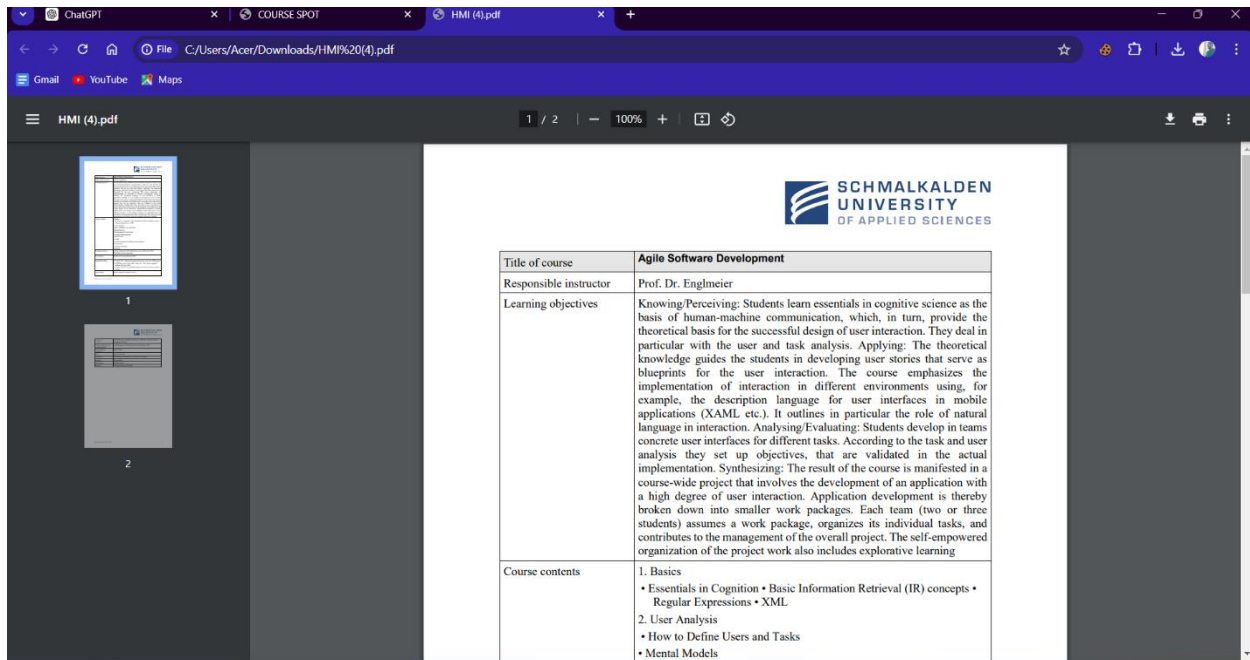 ChatGPT
COURSE SPOT
HMI (4).pdf
File
C:/Users/Acer/Downloads/HMI%20(4).pdf
Gmail
YouTube
Maps
HMI (4).pdf
1 / 2
100%
1
2
SCHMALKALDEN
UNIVERSITY
OF APPLIED SCIENCES
Title of course
Agile Software Development
Responsible instructor
Prof. Dr. Englmeier
Learning objectives
Knowing/Perceiving: Students learn essentials in cognitive science as the
basis of human-machine communication, which, in turn, provide the
theoretical basis for the successful design of user interaction. They deal in
particular with the user and task analysis. Applying: The theoretical
knowledge guides the students in developing user stories that serve as
blueprints for the user interaction. The course emphasizes the
implementation of interaction in different environments using, for
example, the description language for user interfaces in mobile
applications (XAML etc.). It outlines in particular the role of natural
language in interaction. Analysing/Evaluating: Students develop in teams
concrete user interfaces for different tasks. According to the task and user
analysis they set up objectives, that are validated in the actual
implementation. Synthesizing: The result of the course is manifested in a
course-wide project that involves the development of an application with
a high degree of user interaction. Application development is thereby
broken down into smaller work packages. Each team (two or three
students) assumes a work package, organizes its individual tasks, and
contributes to the management of the overall project. The self-empowered
organization of the project work also includes explorative learning
Course contents
1. Basics
• Essentials in Cognition • Basic Information Retrieval (IR) concepts •
Regular Expressions • XML
2. User Analysis
• How to Define Users and Tasks
• Mental Models